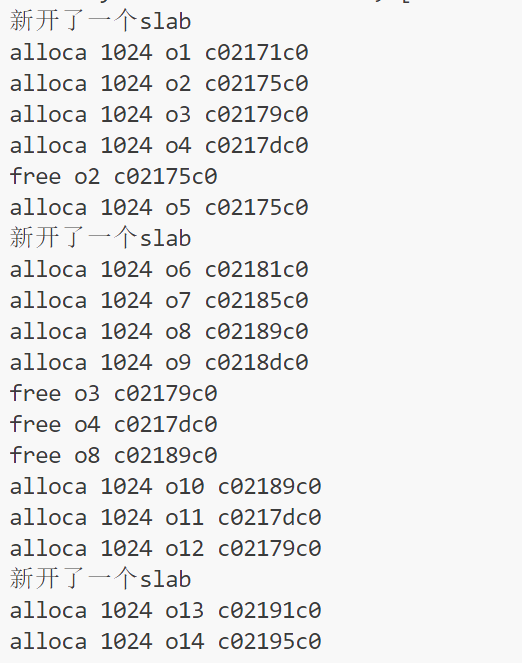 新开了一个slab
alloca 1024 o1 c02171c0
alloca 1024 o2 c02175c0
alloca 1024 o3 c02179c0
alloca 1024 o4 c0217dc0
free o2 c02175c0
alloca 1024 o5 c02175c0
新开了一个slab
alloca 1024 o6 c02181c0
alloca 1024 o7 c02185c0
alloca 1024 o8 c02189c0
alloca 1024 o9 c0218dc0
free o3 c02179c0
free o4 c0217dc0
free o8 c02189c0
alloca 1024 o10 c02189c0
alloca 1024 o11 c0217dc0
alloca 1024 o12 c02179c0
新开了一个slab
alloca 1024 o13 c02191c0
alloca 1024 o14 c02195c0